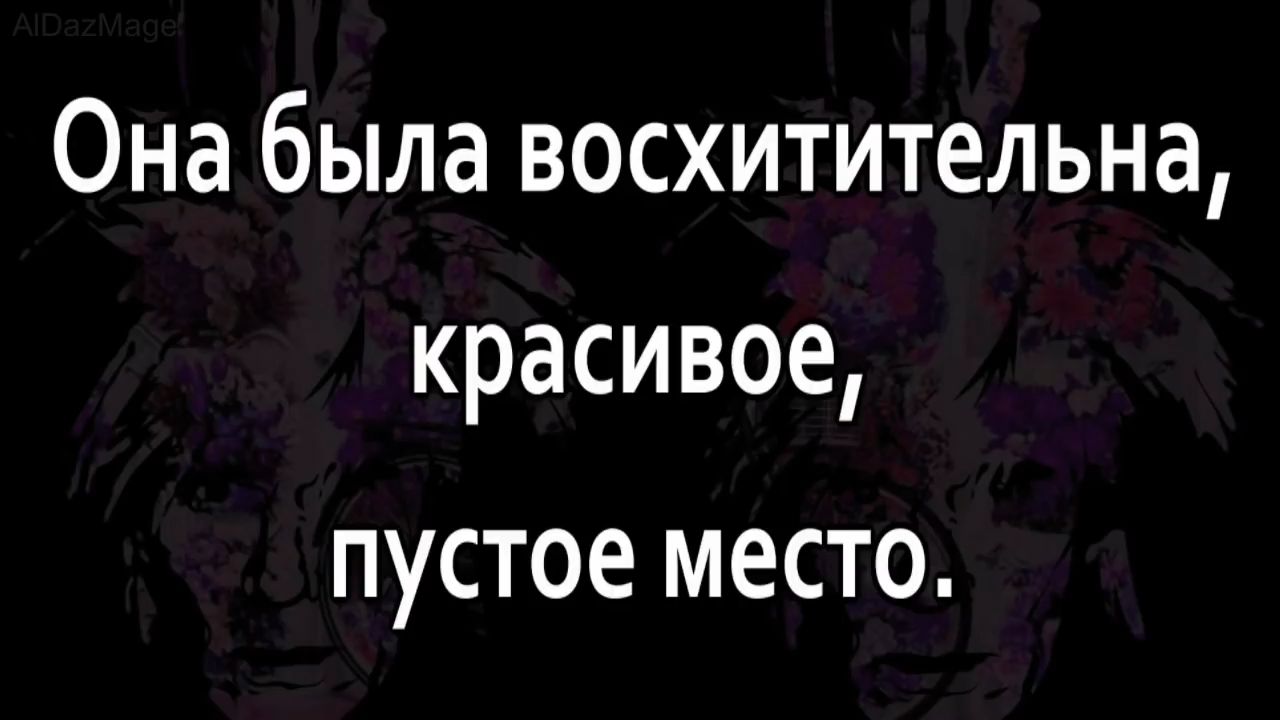 AlDazMage
Она была восхитительна,
красивое,
пустое место.